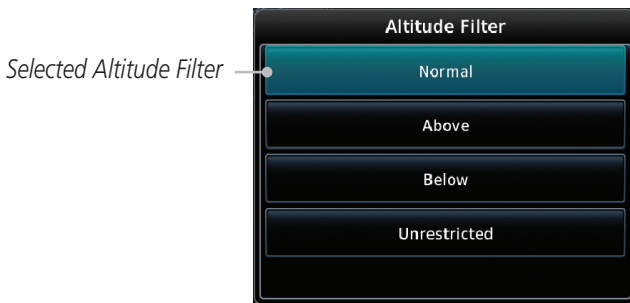 Altitude Filter
Selected Altitude Filter
Normal
Above
Below
Unrestricted